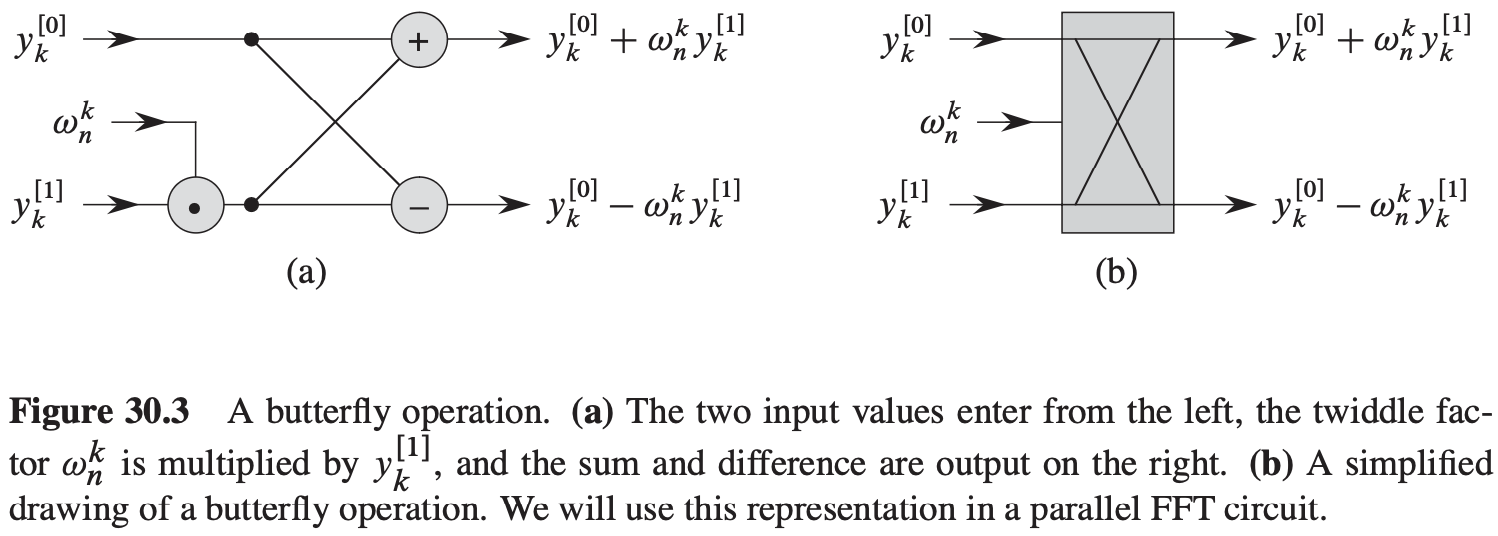 y_k^{[0]} + y_k^{[0]} + ω_n^k y_k^{[1]} y_k^{[0]} y_k^{[0]} + ω_n^k y_k^{[1]}
ω_n^k ω_n^k
y_k^{[1]} • − y_k^{[0]} − ω_n^k y_k^{[1]} y_k^{[1]} y_k^{[0]} − ω_n^k y_k^{[1]}
(a) (b)
Figure 30.3 A butterfly operation. (a) The two input values enter from the left, the twiddle fac-
tor ω_n^k is multiplied by y_k^{[1]}, and the sum and difference are output on the right. (b) A simplified
drawing of a butterfly operation. We will use this representation in a parallel FFT circuit.